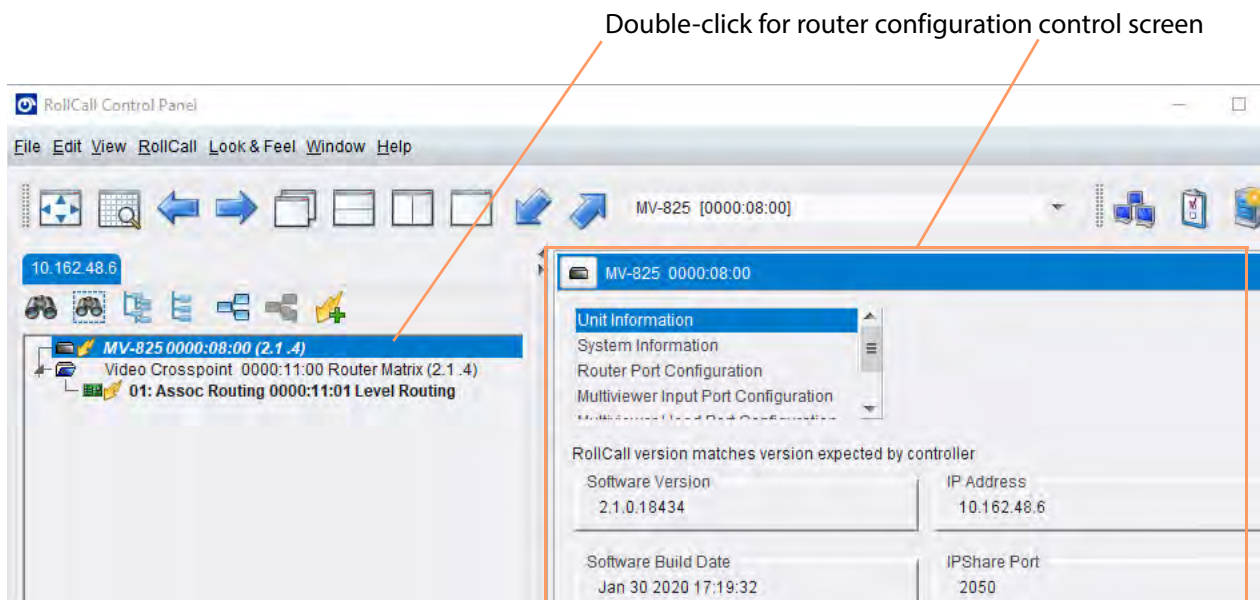 Double-click for router configuration control screen
RollCall Control Panel
File Edit View RollCall Look & Feel Window Help
MV-825 [0000:08:00]
10.162.48.6
MV-825 0000:08:00 (2.1 .4)
Video Crosspoint 0000:11:00 Router Matrix (2.1 .4)
01: Assoc Routing 0000:11:01 Level Routing
MV-825 0000:08:00
Unit Information
System Information
Router Port Configuration
Multiviewer Input Port Configuration
Multiviewer Head Port Configuration
RollCall version matches version expected by controller
Software Version
2.1.0.18434
IP Address
10.162.48.6
Software Build Date
Jan 30 2020 17:19:32
IPShare Port
2050